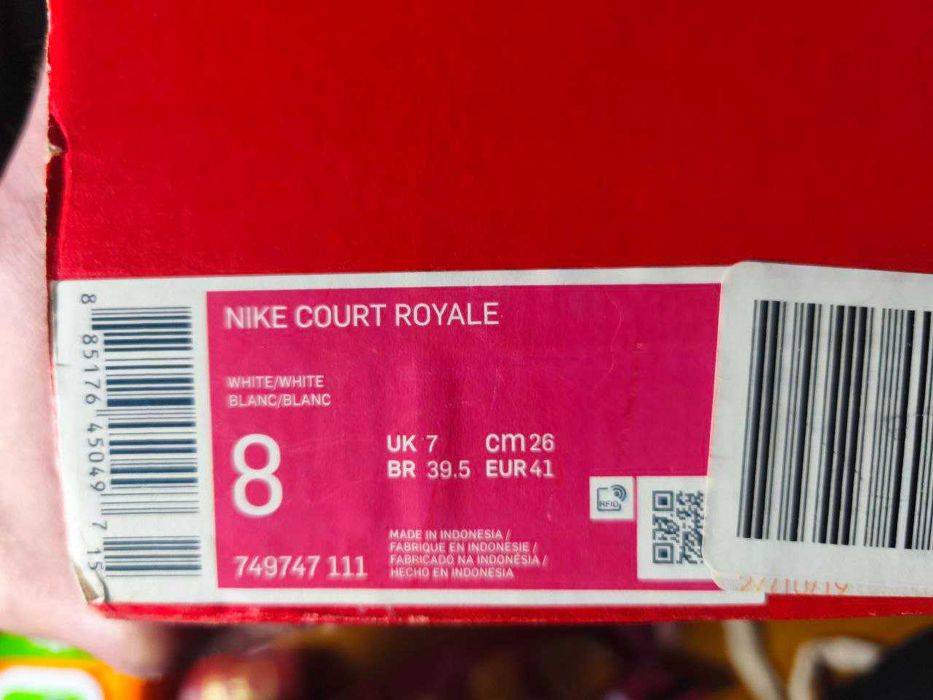 8 85176 45049 7 15
NIKE COURT ROYALE
WHITE/WHITE
BLANC/BLANC
8
UK 7 cm 26
BR 39.5 EUR 41
RFID
749747 111
MADE IN INDONESIA /
FABRIQUE EN INDONESIE /
FABRICADO NA INDONÉSIA /
HECHO EN INDONESIA